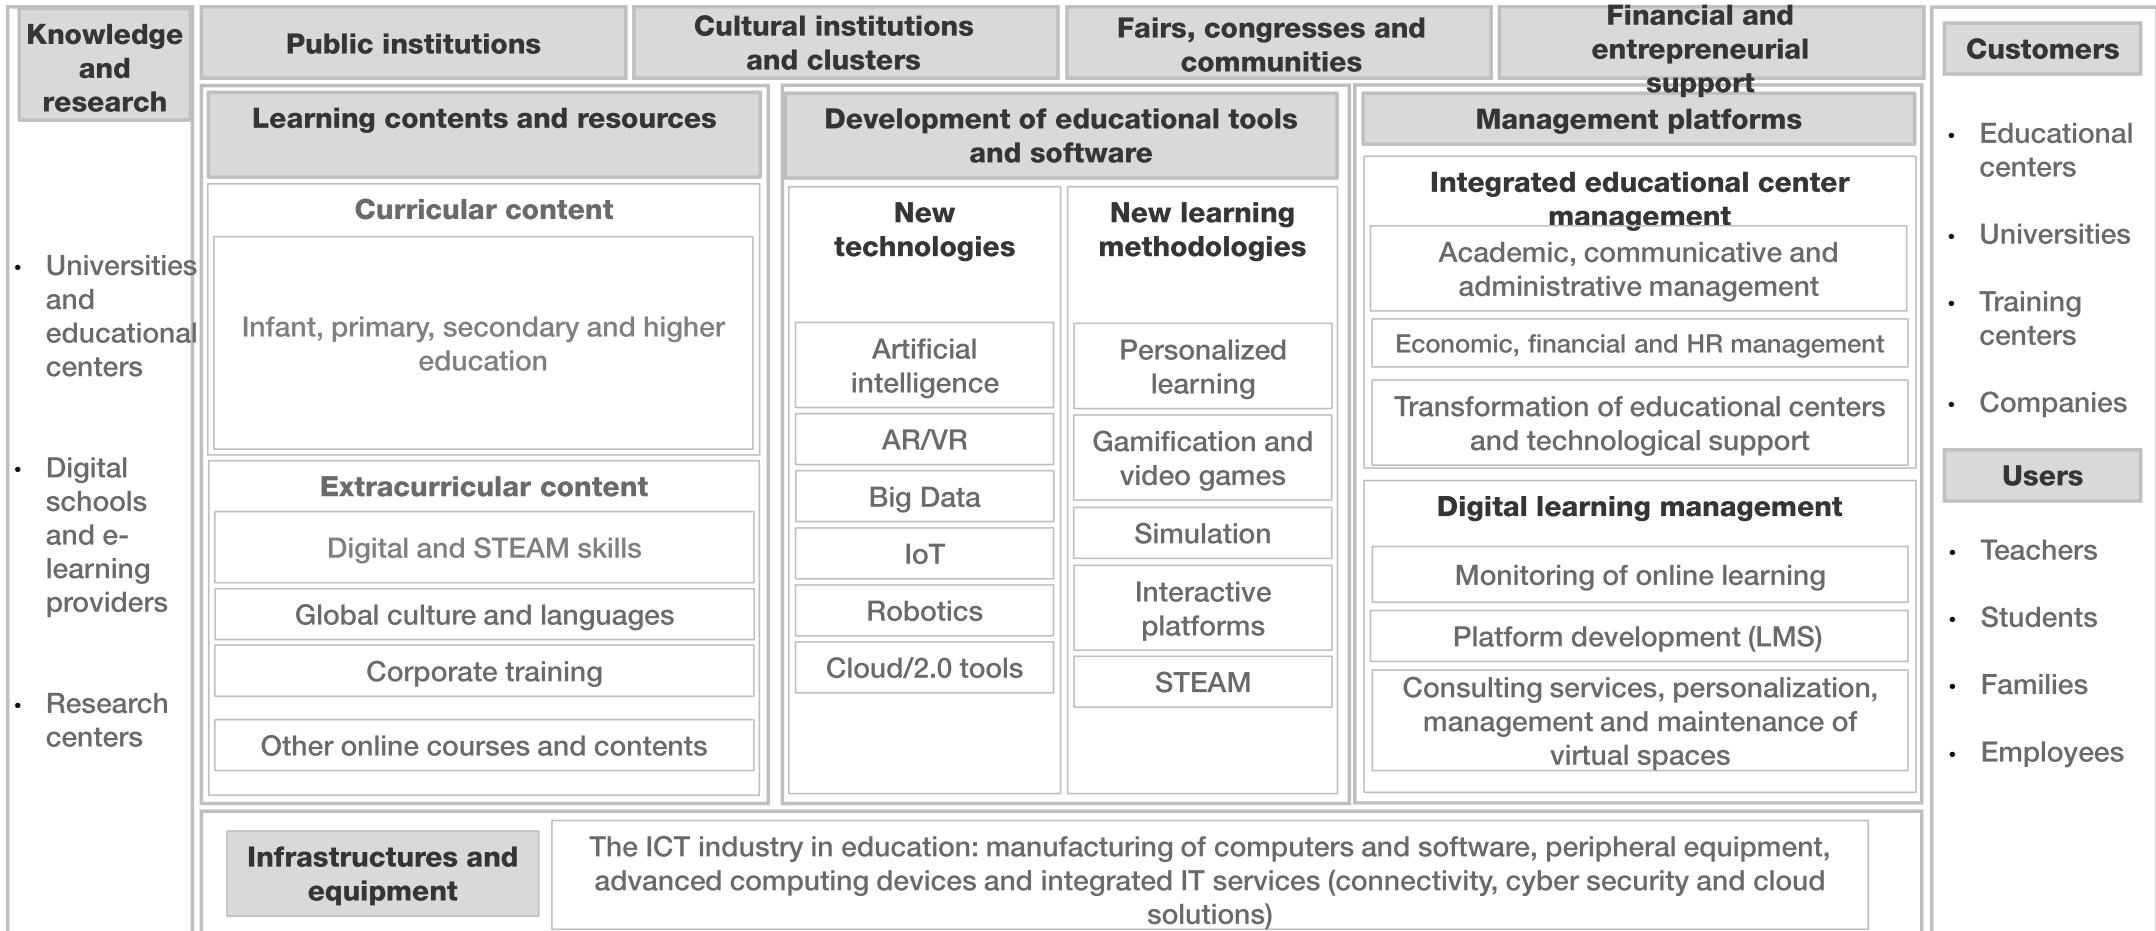 Knowledge
and
research
• Universities
and
educational
centers
• Digital
schools
and e-
learning
providers
• Research
centers
Public institutions
Cultural institutions
and clusters
Fairs, congresses and
communities
Financial and
entrepreneurial
support
Learning contents and resources
Curricular content
Infant, primary, secondary and higher
education
Extracurricular content
Digital and STEAM skills
Global culture and languages
Corporate training
Other online courses and contents
Development of educational tools
and software
New
technologies
Artificial
intelligence
AR/VR
Big Data
IoT
Robotics
Cloud/2.0 tools
New learning
methodologies
Personalized
learning
Gamification and
video games
Simulation
Interactive
platforms
STEAM
Management platforms
Integrated educational center
management
Academic, communicative and
administrative management
Economic, financial and HR management
Transformation of educational centers
and technological support
Digital learning management
Monitoring of online learning
Platform development (LMS)
Consulting services, personalization,
management and maintenance of
virtual spaces
Infrastructures and
equipment
The ICT industry in education: manufacturing of computers and software, peripheral equipment,
advanced computing devices and integrated IT services (connectivity, cyber security and cloud
solutions)
Customers
• Educational
centers
• Universities
• Training
centers
• Companies
Users
• Teachers
• Students
• Families
• Employees